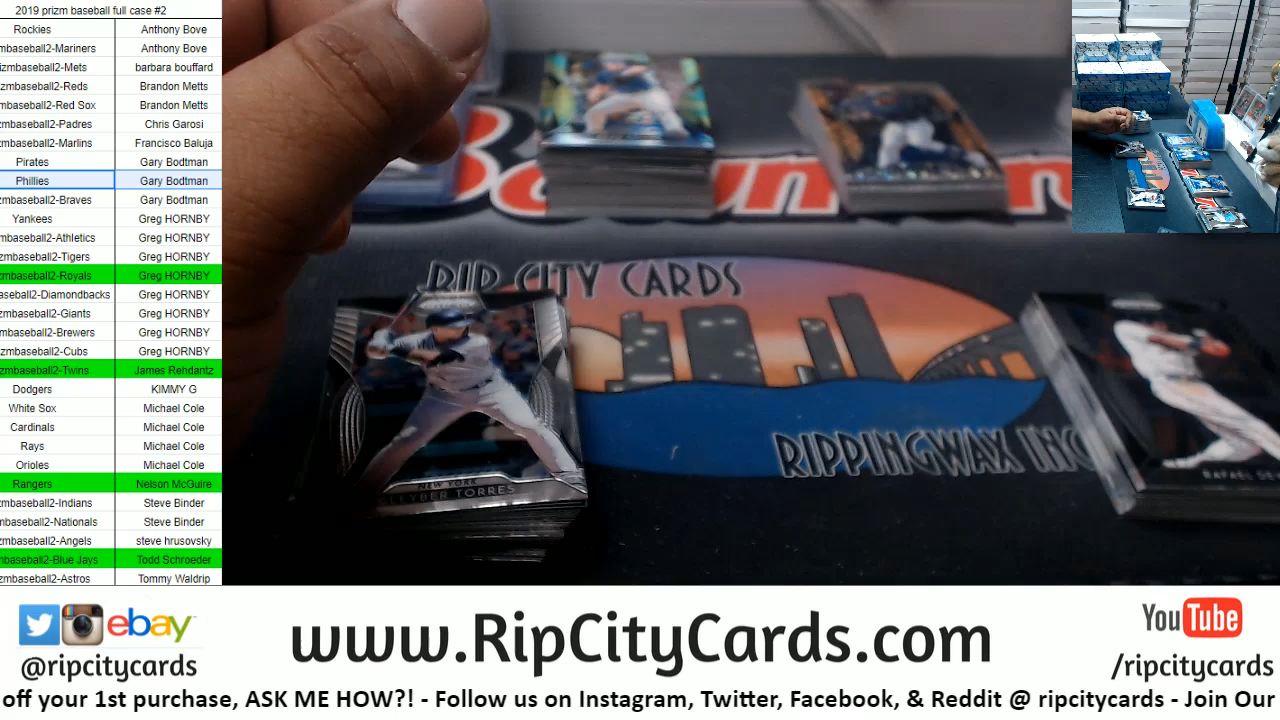 2019 prizm baseball full case #2
Rockies Anthony Bove
mbaseball2-Mariners Anthony Bove
izmbaseball2-Mets barbara bouffard
izmbaseball2-Reds Brandon Metts
zmbaseball2-Red Sox Brandon Metts
zmbaseball2-Padres Chris Garosi
zmbaseball2-Marlins Francisco Baluja
Pirates Gary Bodtman
Phillies Gary Bodtman
zmbaseball2-Braves Gary Bodtman
Yankees Greg HORNBY
mbaseball2-Athletics Greg HORNBY
zmbaseball2-Tigers Greg HORNBY
zmbaseball2-Royals Greg HORNBY
aseball2-Diamondbacks Greg HORNBY
zmbaseball2-Giants Greg HORNBY
mbaseball2-Brewers Greg HORNBY
zmbaseball2-Cubs Greg HORNBY
zmbaseball2-Twins James Rehdantz
Dodgers KIMMY G
White Sox Michael Cole
Cardinals Michael Cole
Rays Michael Cole
Orioles Michael Cole
Rangers Nelson McGuire
zmbaseball2-Indians Steve Binder
mbaseball2-Nationals Steve Binder
zmbaseball2-Angels steve hrusovsky
mbaseball2-Blue Jays Todd Schroeder
zmbaseball2-Astros Tommy Waldrip
RIP CITY CARDS
RIPPINGWAX INC
NEW YORK
GLEYBER TORRES
RAFAEL DE
ebay
@ripcitycards
www.RipCityCards.com
YouTube
/ripcitycards
off your 1st purchase, ASK ME HOW?! - Follow us on Instagram, Twitter, Facebook, & Reddit @ ripcitycards - Join Our